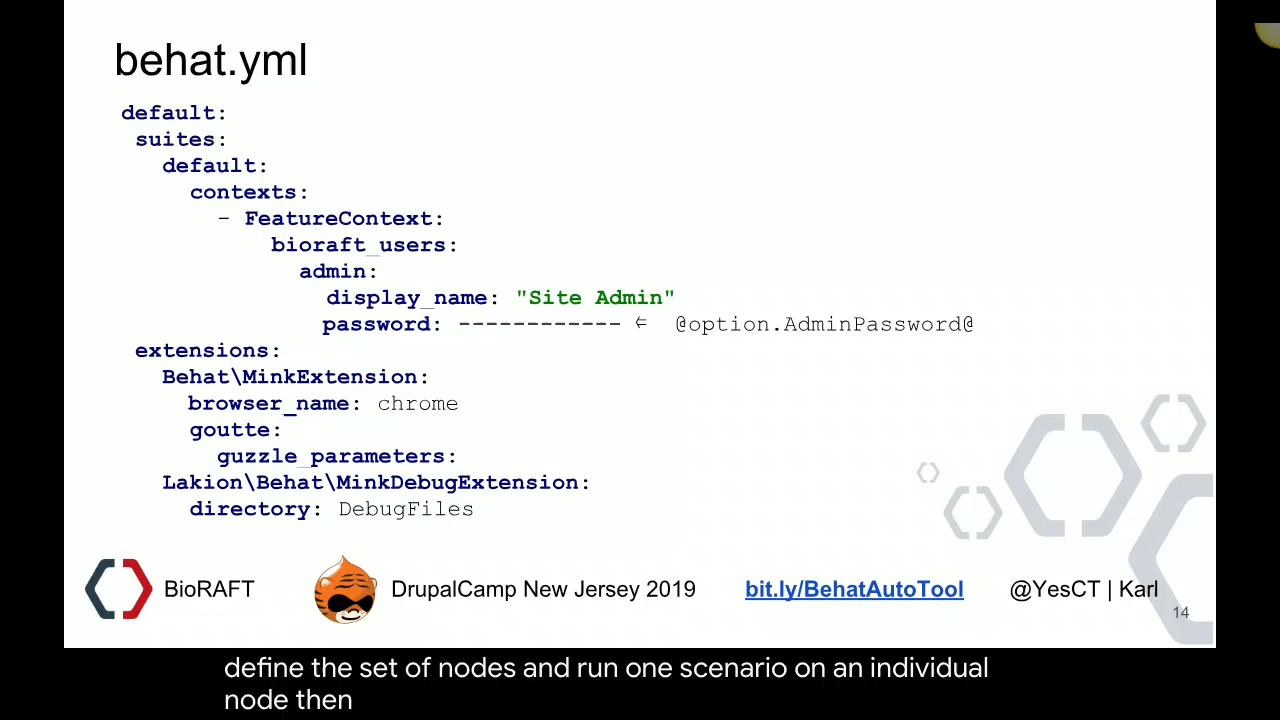 behat.yml
default:
suites:
default:
contexts:
- FeatureContext:
bioraft_users:
admin:
display_name: "Site Admin"
password: ------------ ⇐ @option.AdminPassword@
extensions:
Behat\MinkExtension:
browser_name: chrome
goutte:
guzzle_parameters:
Lakion\Behat\MinkDebugExtension:
directory: DebugFiles
BioRAFT DrupalCamp New Jersey 2019 bit.ly/BehatAutoTool @YesCT | Karl
14
define the set of nodes and run one scenario on an individual
node then